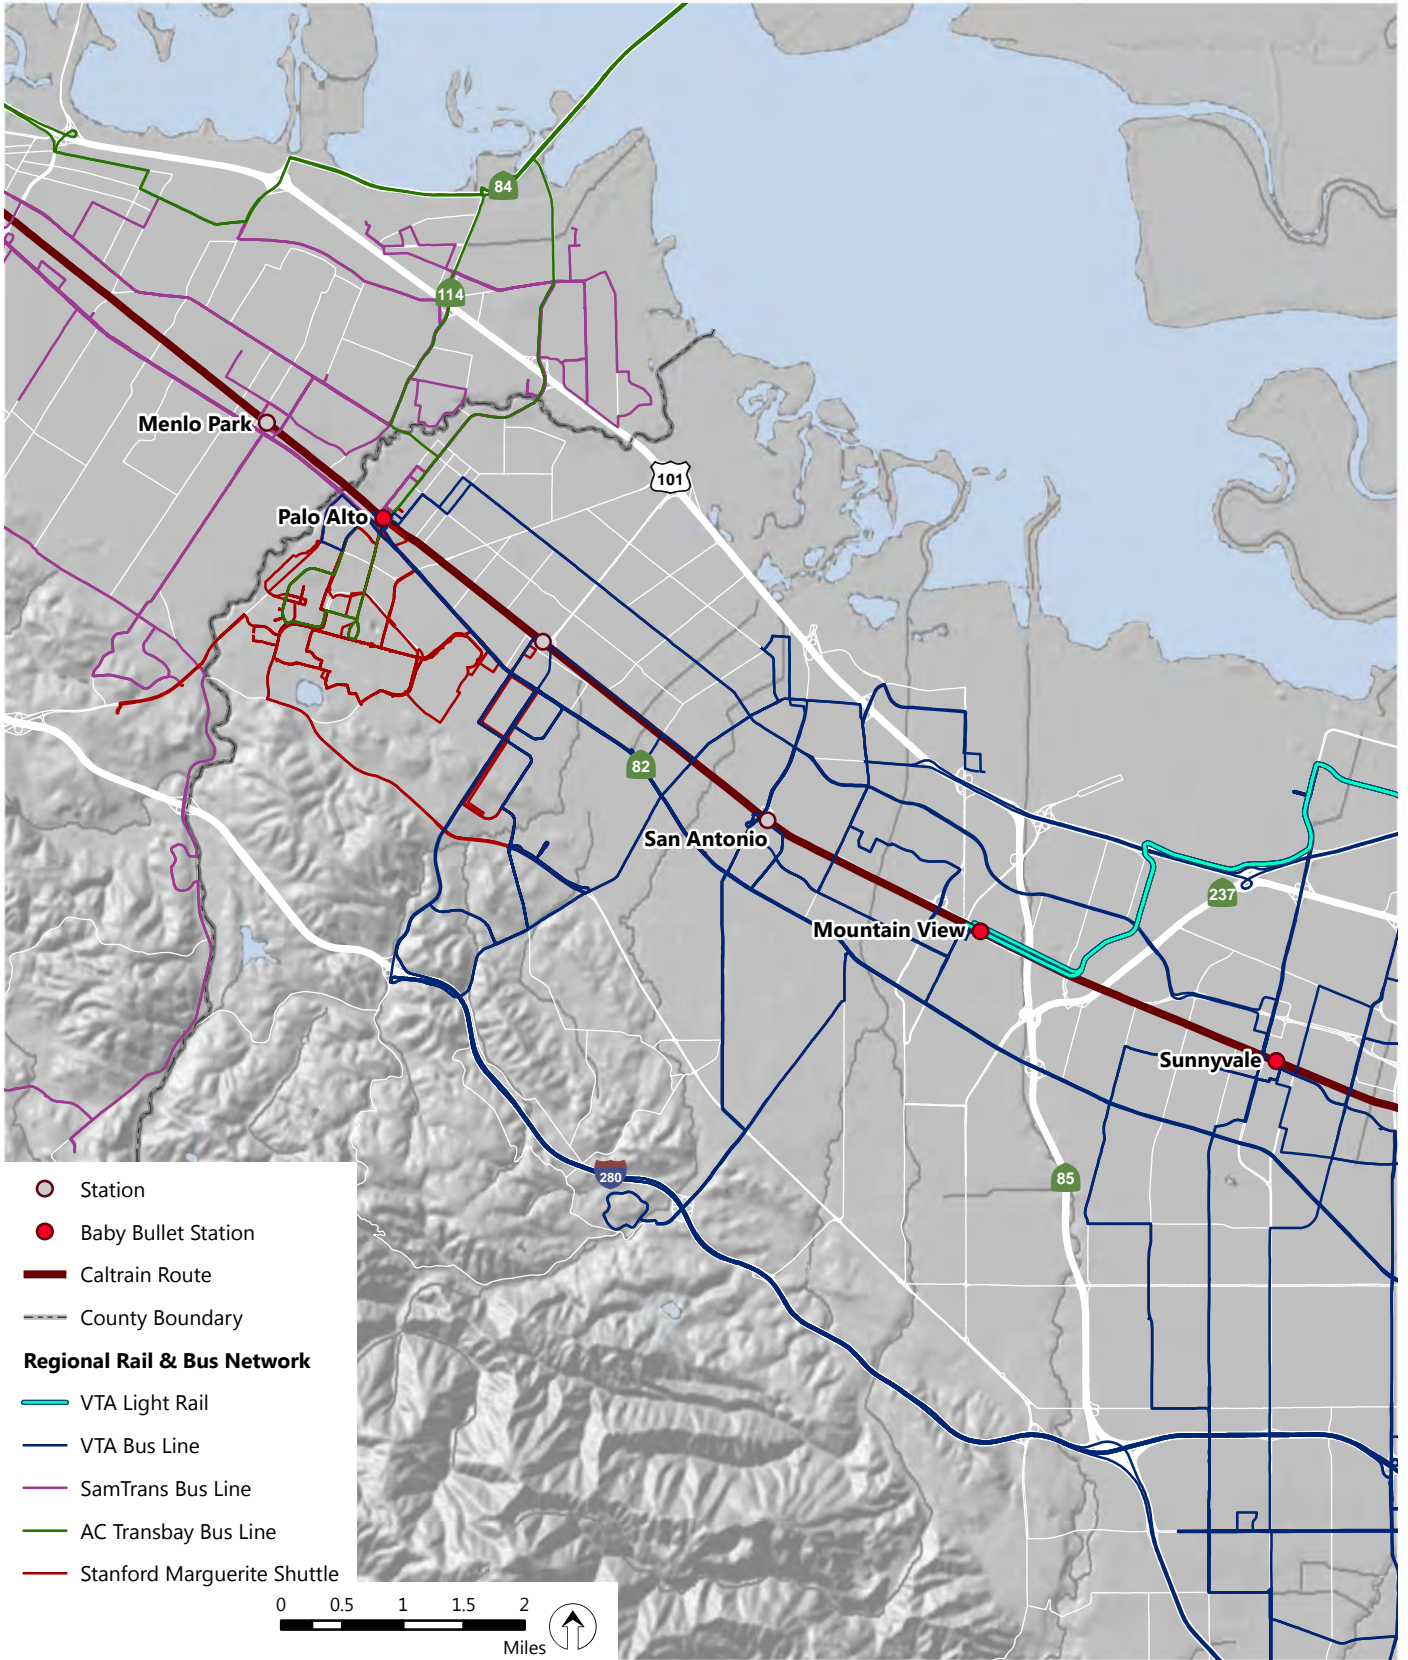 84
114
Menlo Park
101
Palo Alto
82
San Antonio
237
Mountain View
Sunnyvale
280
85
Station
Baby Bullet Station
Caltrain Route
County Boundary
Regional Rail & Bus Network
VTA Light Rail
VTA Bus Line
SamTrans Bus Line
AC Transbay Bus Line
Stanford Marguerite Shuttle
0 0.5 1 1.5 2
Miles